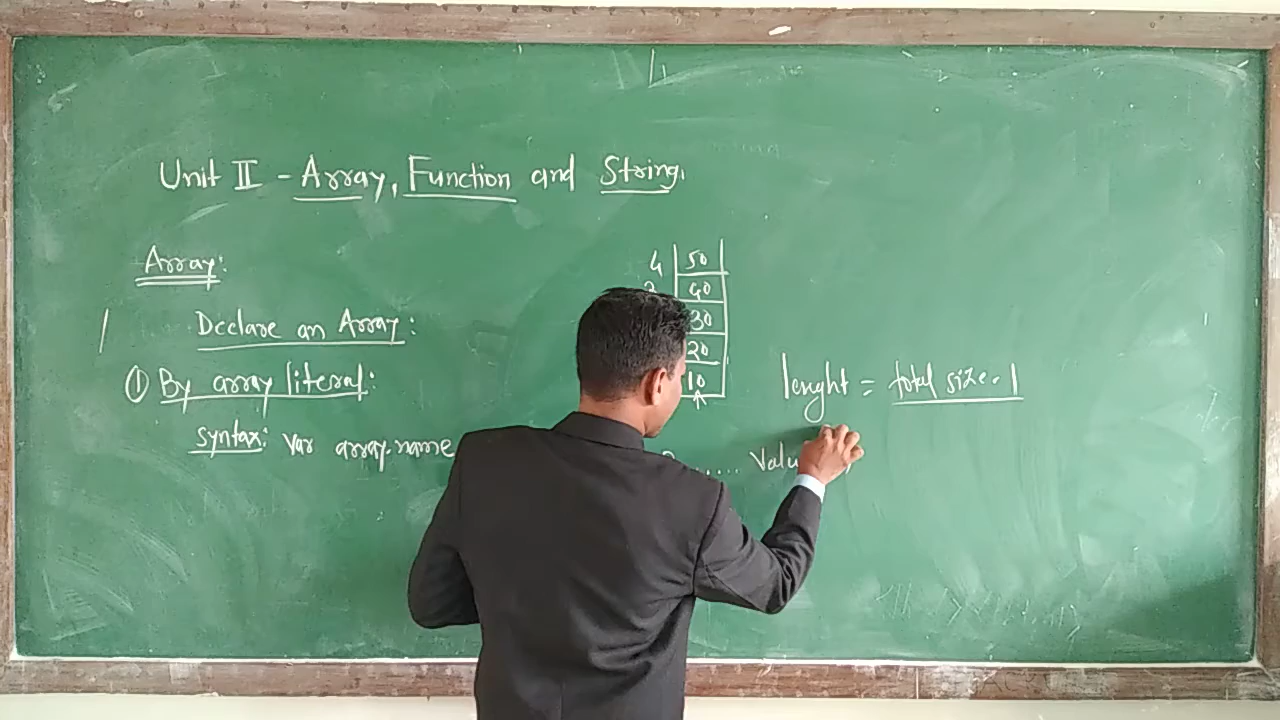 Unit II - Array, Function and String.
Array:
4 50
40
30
20
10
Declare an Array:
① By array literal:
lenght = total size - 1
syntax: Var array.name ...... Valu